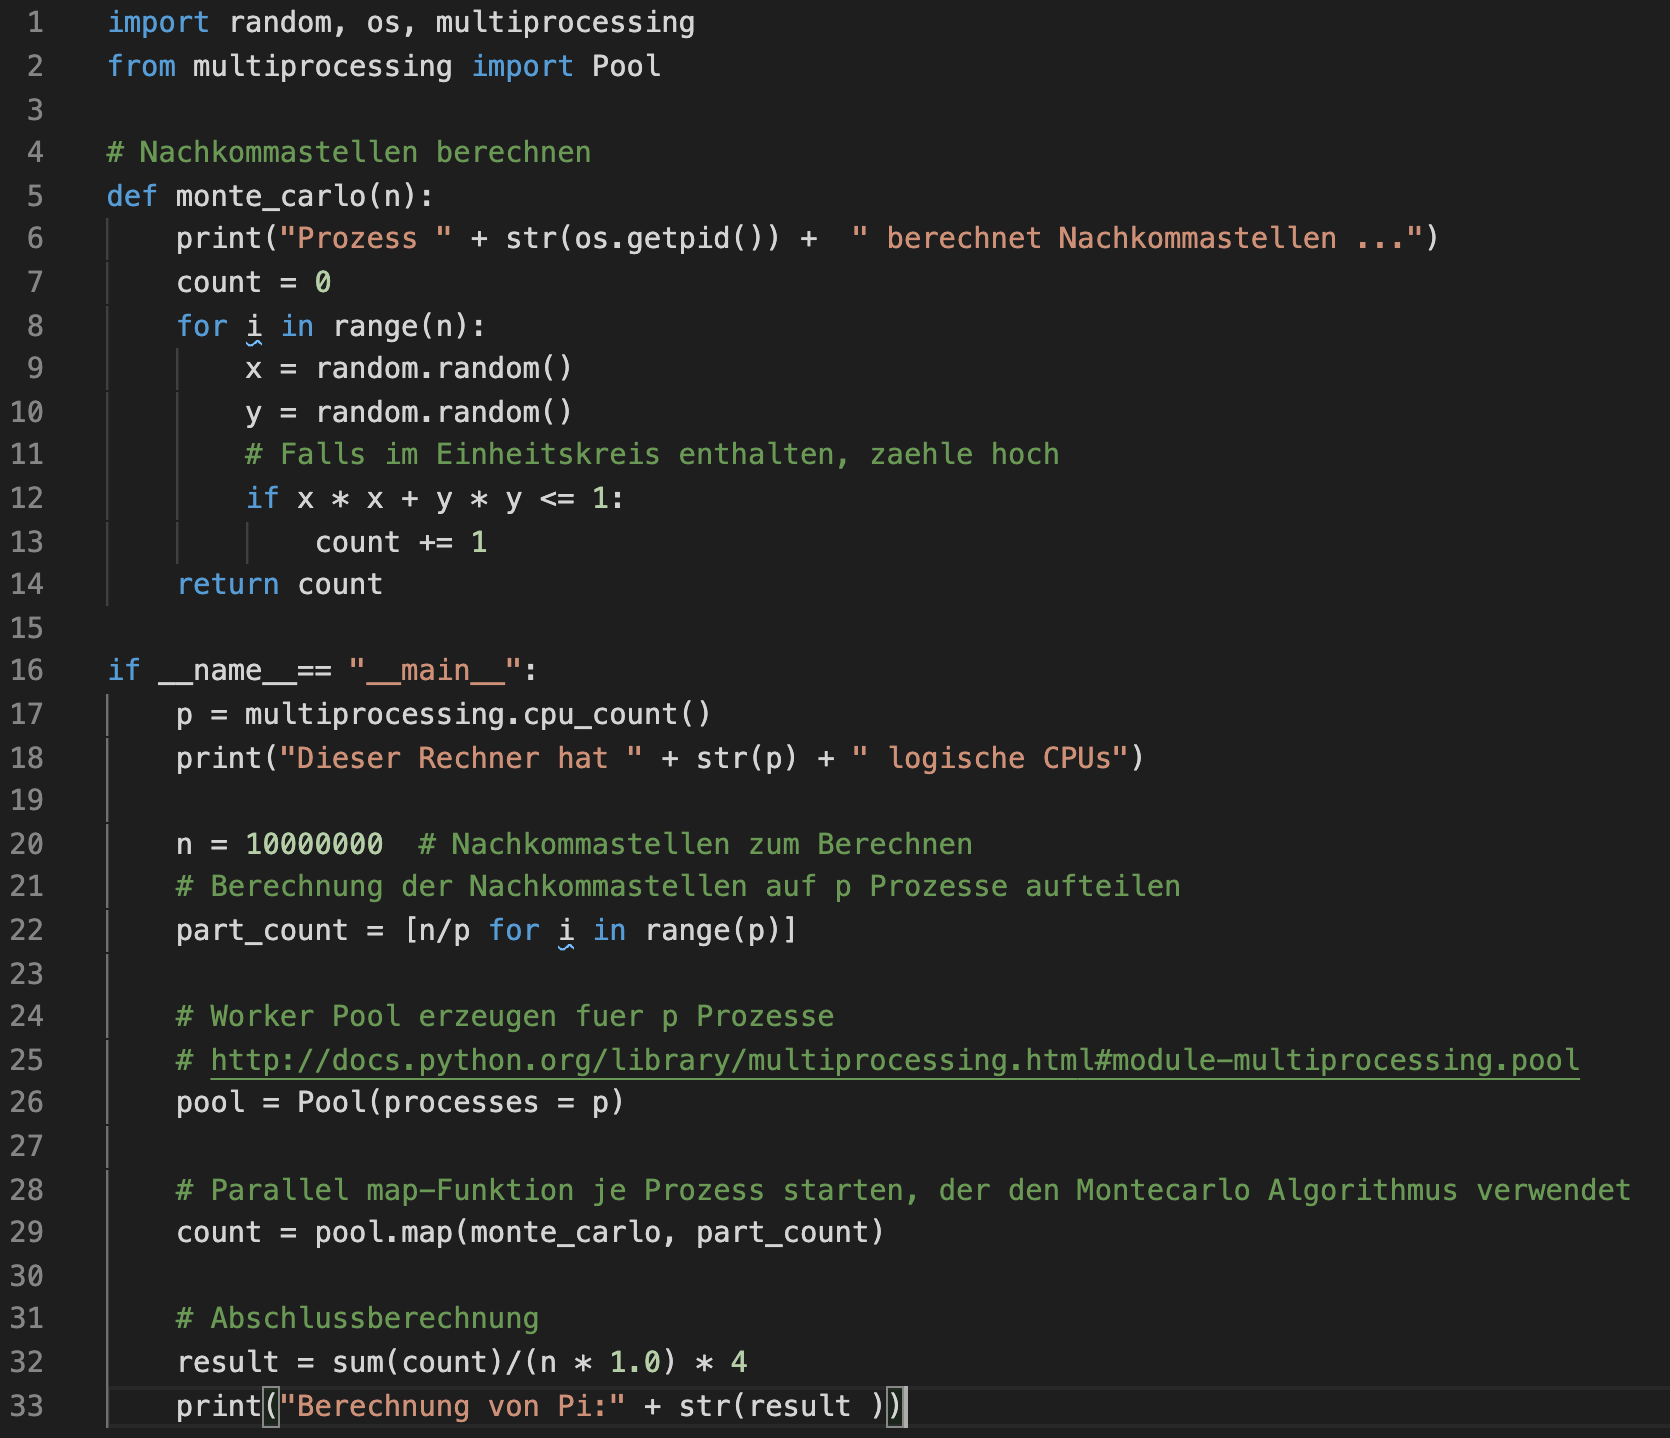 1 import random, os, multiprocessing
2 from multiprocessing import Pool
3
4 # Nachkommastellen berechnen
5 def monte_carlo(n):
6     print("Prozess " + str(os.getpid()) +  " berechnet Nachkommastellen ...")
7     count = 0
8     for i in range(n):
9         x = random.random()
10         y = random.random()
11         # Falls im Einheitskreis enthalten, zaehle hoch
12         if x * x + y * y <= 1:
13             count += 1
14     return count
15
16 if __name__== "__main__":
17     p = multiprocessing.cpu_count()
18     print("Dieser Rechner hat " + str(p) + " logische CPUs")
19
20     n = 10000000  # Nachkommastellen zum Berechnen
21     # Berechnung der Nachkommastellen auf p Prozesse aufteilen
22     part_count = [n/p for i in range(p)]
23
24     # Worker Pool erzeugen fuer p Prozesse
25     # http://docs.python.org/library/multiprocessing.html#module-multiprocessing.pool
26     pool = Pool(processes = p)
27
28     # Parallel map-Funktion je Prozess starten, der den Montecarlo Algorithmus verwendet
29     count = pool.map(monte_carlo, part_count)
30
31     # Abschlussberechnung
32     result = sum(count)/(n * 1.0) * 4
33     print("Berechnung von Pi:" + str(result ))